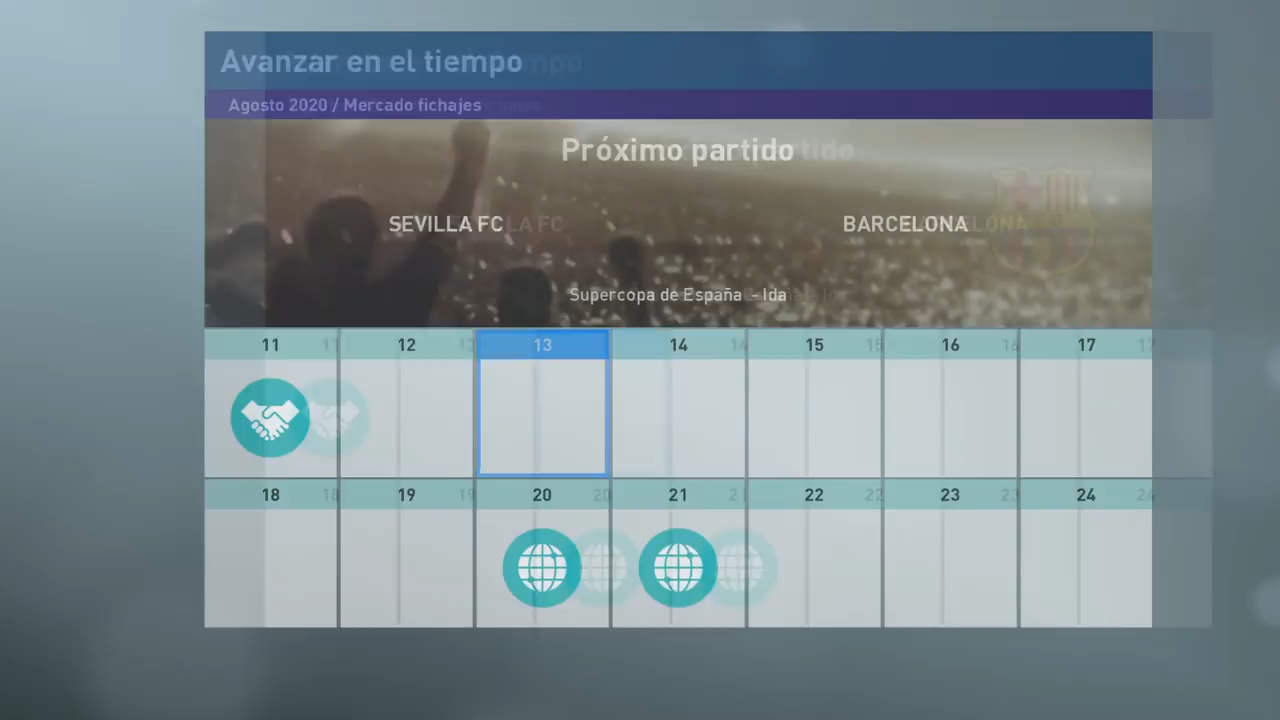 Avanzar en el tiempo
Agosto 2020 / Mercado fichajes
Próximo partido
SEVILLA FC BARCELONA
Supercopa de España - Ida
11 12 13 14 15 16 17
18 19 20 21 22 23 24